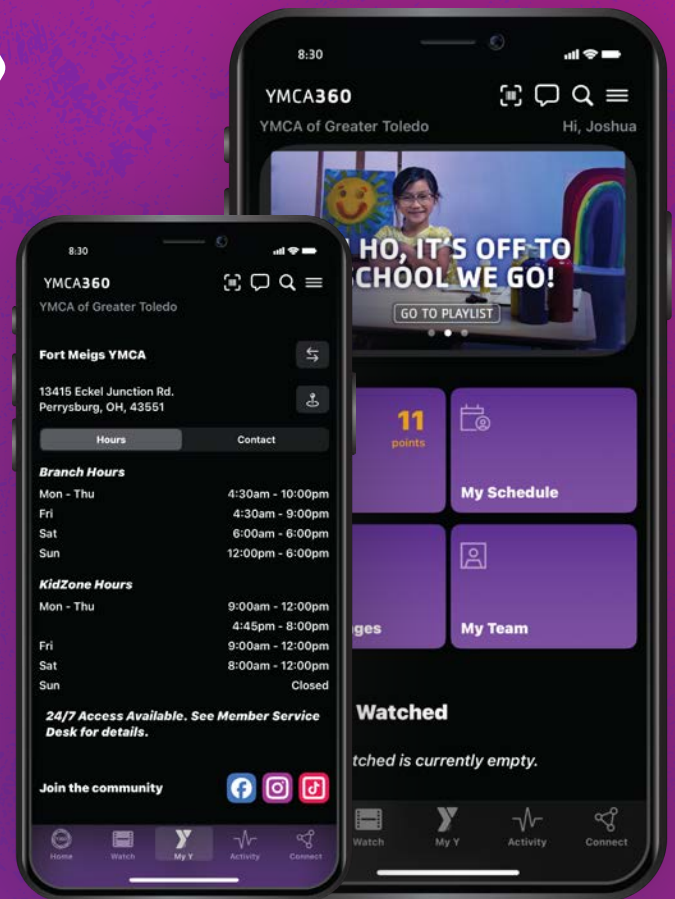 8:30
YMCA360
YMCA of Greater Toledo
Fort Meigs YMCA
13415 Eckel Junction Rd.
Perrysburg, OH, 43551
Hours Contact
Branch Hours
Mon - Thu 4:30am - 10:00pm
Fri 4:30am - 9:00pm
Sat 6:00am - 6:00pm
Sun 12:00pm - 6:00pm
KidZone Hours
Mon - Thu 9:00am - 12:00pm
4:45pm - 8:00pm
Fri 9:00am - 12:00pm
Sat 8:00am - 12:00pm
Sun Closed
24/7 Access Available. See Member Service
Desk for details.
Join the community
Home Watch My Y Activity Connect
8:30
YMCA360
YMCA of Greater Toledo Hi, Joshua
HO, IT'S OFF TO
CHOOL WE GO!
GO TO PLAYLIST
11
points
My Schedule
ges
My Team
Watched
tched is currently empty.
Watch My Y Activity Connect